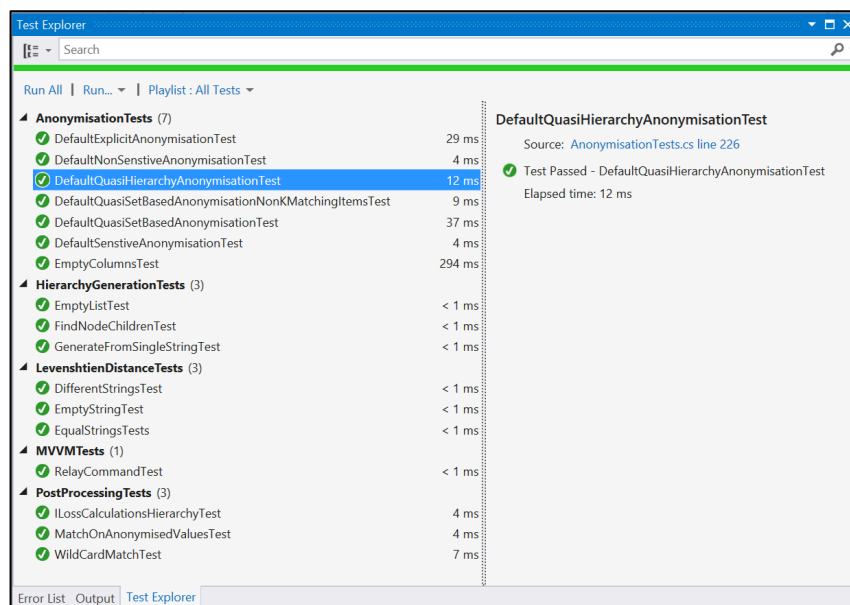 Test Explorer
Search
Run All | Run... | Playlist : All Tests
AnonymisationTests (7)
DefaultExplicitAnonymisationTest 29 ms
DefaultNonSenstiveAnonymisationTest 4 ms
DefaultQuasiHierarchyAnonymisationTest 12 ms
DefaultQuasiSetBasedAnonymisationNonKMatchingItemsTest 9 ms
DefaultQuasiSetBasedAnonymisationTest 37 ms
DefaultSenstiveAnonymisationTest 4 ms
EmptyColumnsTest 294 ms
HierarchyGenerationTests (3)
EmptyListTest < 1 ms
FindNodeChildrenTest < 1 ms
GenerateFromSingleStringTest < 1 ms
LevenshtienDistanceTests (3)
DifferentStringsTest < 1 ms
EmptyStringTest < 1 ms
EqualStringsTests < 1 ms
MVVMTests (1)
RelayCommandTest < 1 ms
PostProcessingTests (3)
ILossCalculationsHierarchyTest 4 ms
MatchOnAnonymisedValuesTest 4 ms
WildCardMatchTest 7 ms
DefaultQuasiHierarchyAnonymisationTest
Source: AnonymisationTests.cs line 226
Test Passed - DefaultQuasiHierarchyAnonymisationTest
Elapsed time: 12 ms
Error List Output Test Explorer